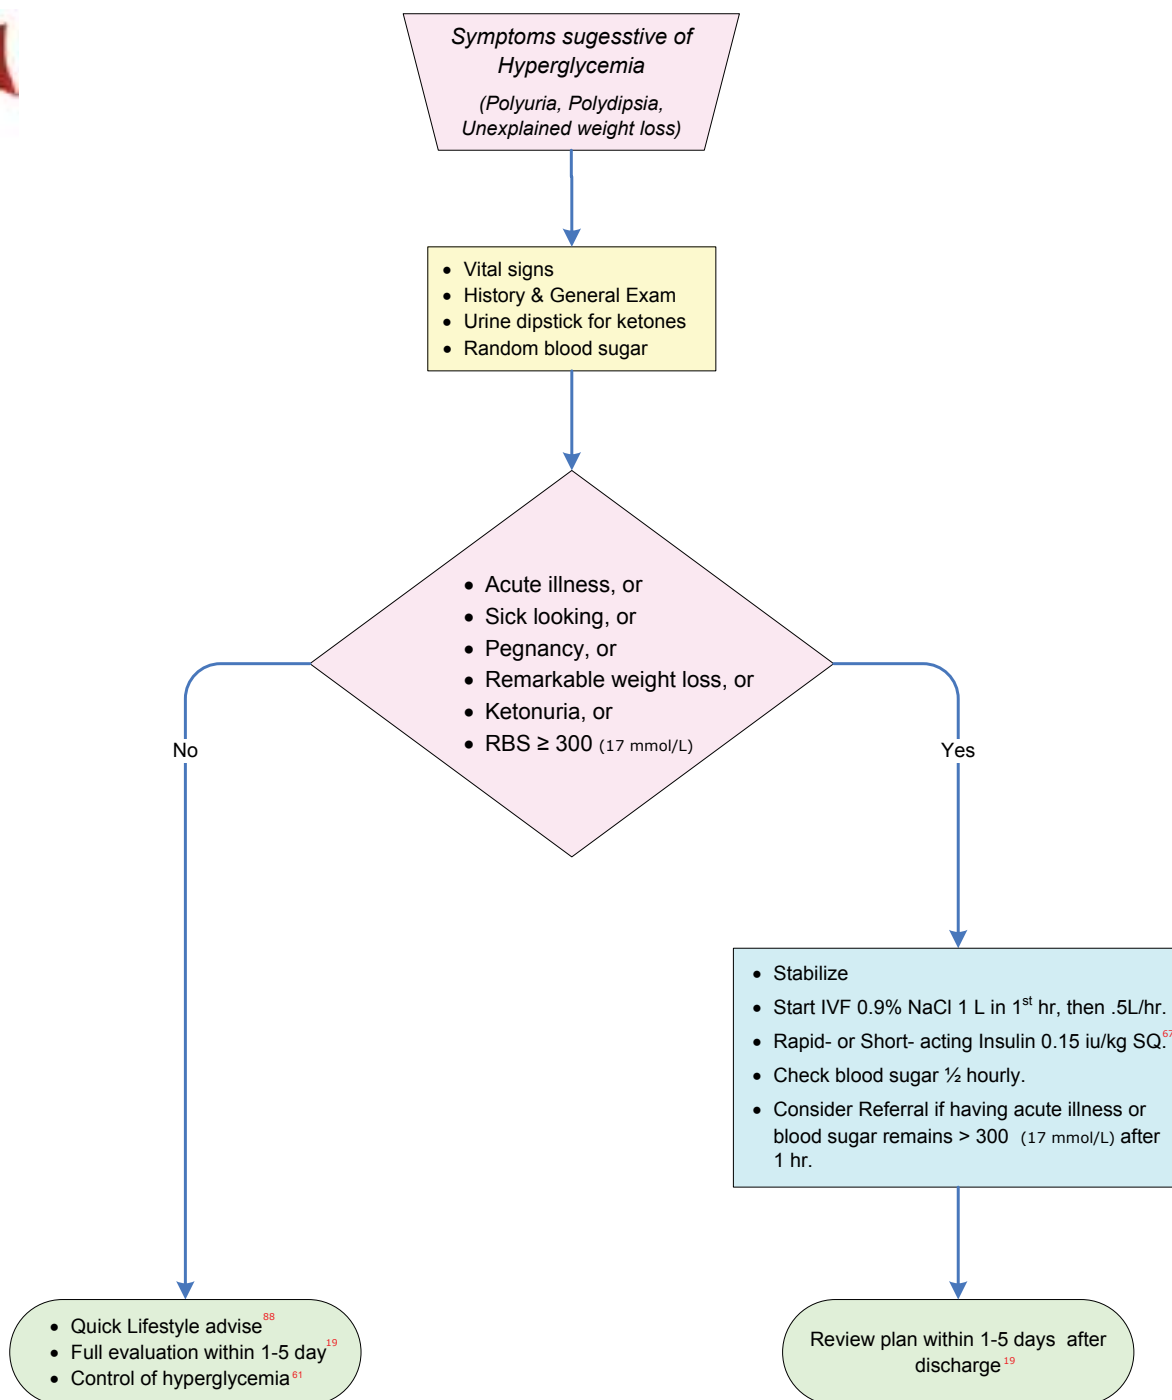 Symptoms sugesstive of
Hyperglycemia
(Polyuria, Polydipsia,
Unexplained weight loss)
• Vital signs
• History & General Exam
• Urine dipstick for ketones
• Random blood sugar
• Acute illness, or
• Sick looking, or
• Pegnancy, or
• Remarkable weight loss, or
• Ketonuria, or
• RBS ≥ 300 (17 mmol/L)
No
Yes
• Stabilize
• Start IVF 0.9% NaCl 1 L in 1st hr, then .5L/hr.
• Rapid- or Short- acting Insulin 0.15 iu/kg SQ.67
• Check blood sugar ½ hourly.
• Consider Referral if having acute illness or
blood sugar remains > 300 (17 mmol/L) after
1 hr.
• Quick Lifestyle advise88
• Full evaluation within 1-5 day19
• Control of hyperglycemia61
Review plan within 1-5 days after
discharge19